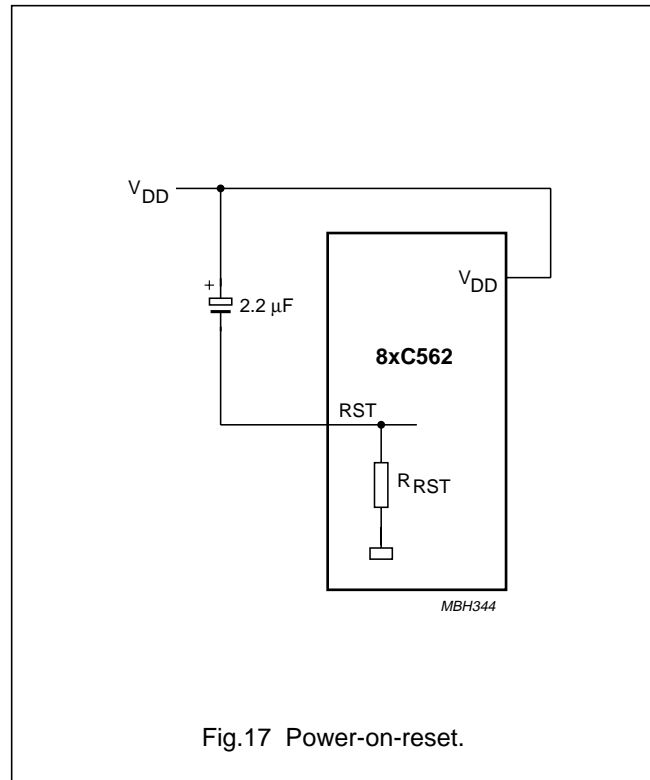 VDD
VDD
+
2.2 μF
8xC562
RST
RRST
MBH344
Fig.17 Power-on-reset.